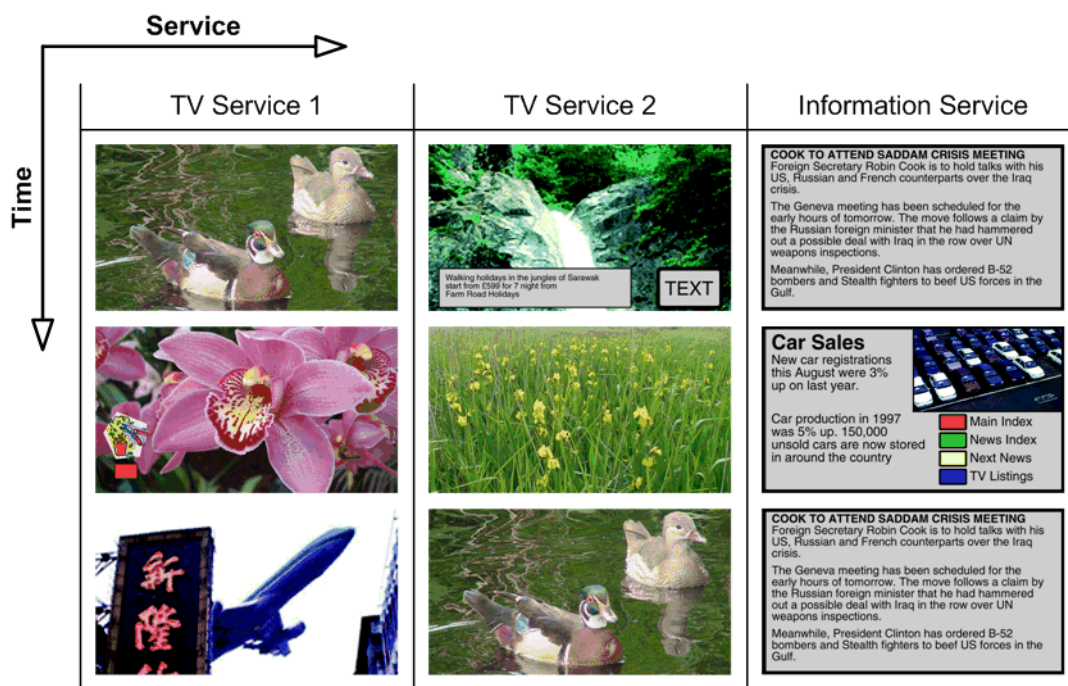 Service
Time
TV Service 1
TV Service 2
Information Service
Walking holidays in the jungles of Sarawak
start from £599 for 7 night from
Farm Road Holidays
TEXT
COOK TO ATTEND SADDAM CRISIS MEETING
Foreign Secretary Robin Cook is to hold talks with his
US, Russian and French counterparts over the Iraq
crisis.
The Geneva meeting has been scheduled for the
early hours of tomorrow. The move follows a claim by
the Russian foreign minister that he had hammered
out a possible deal with Iraq in the row over UN
weapons inspections.
Meanwhile, President Clinton has ordered B-52
bombers and Stealth fighters to beef US forces in the
Gulf.
Car Sales
New car registrations
this August were 3%
up on last year.
Car production in 1997
was 5% up. 150,000
unsold cars are now stored
in around the country
Main Index
News Index
Next News
TV Listings
新
隆
COOK TO ATTEND SADDAM CRISIS MEETING
Foreign Secretary Robin Cook is to hold talks with his
US, Russian and French counterparts over the Iraq
crisis.
The Geneva meeting has been scheduled for the
early hours of tomorrow. The move follows a claim by
the Russian foreign minister that he had hammered
out a possible deal with Iraq in the row over UN
weapons inspections.
Meanwhile, President Clinton has ordered B-52
bombers and Stealth fighters to beef US forces in the
Gulf.